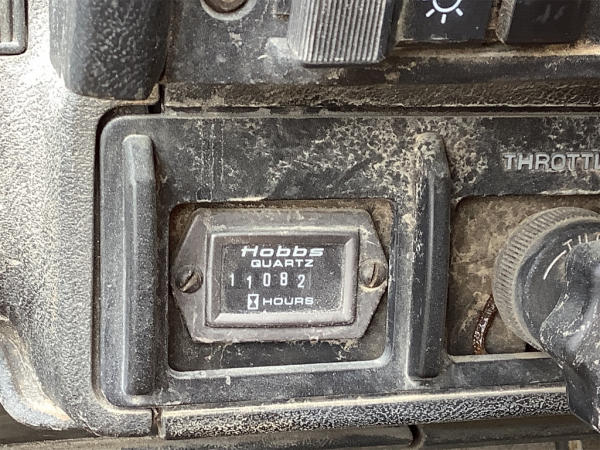 THROTTL
Hobbs
QUARTZ
11082
HOURS